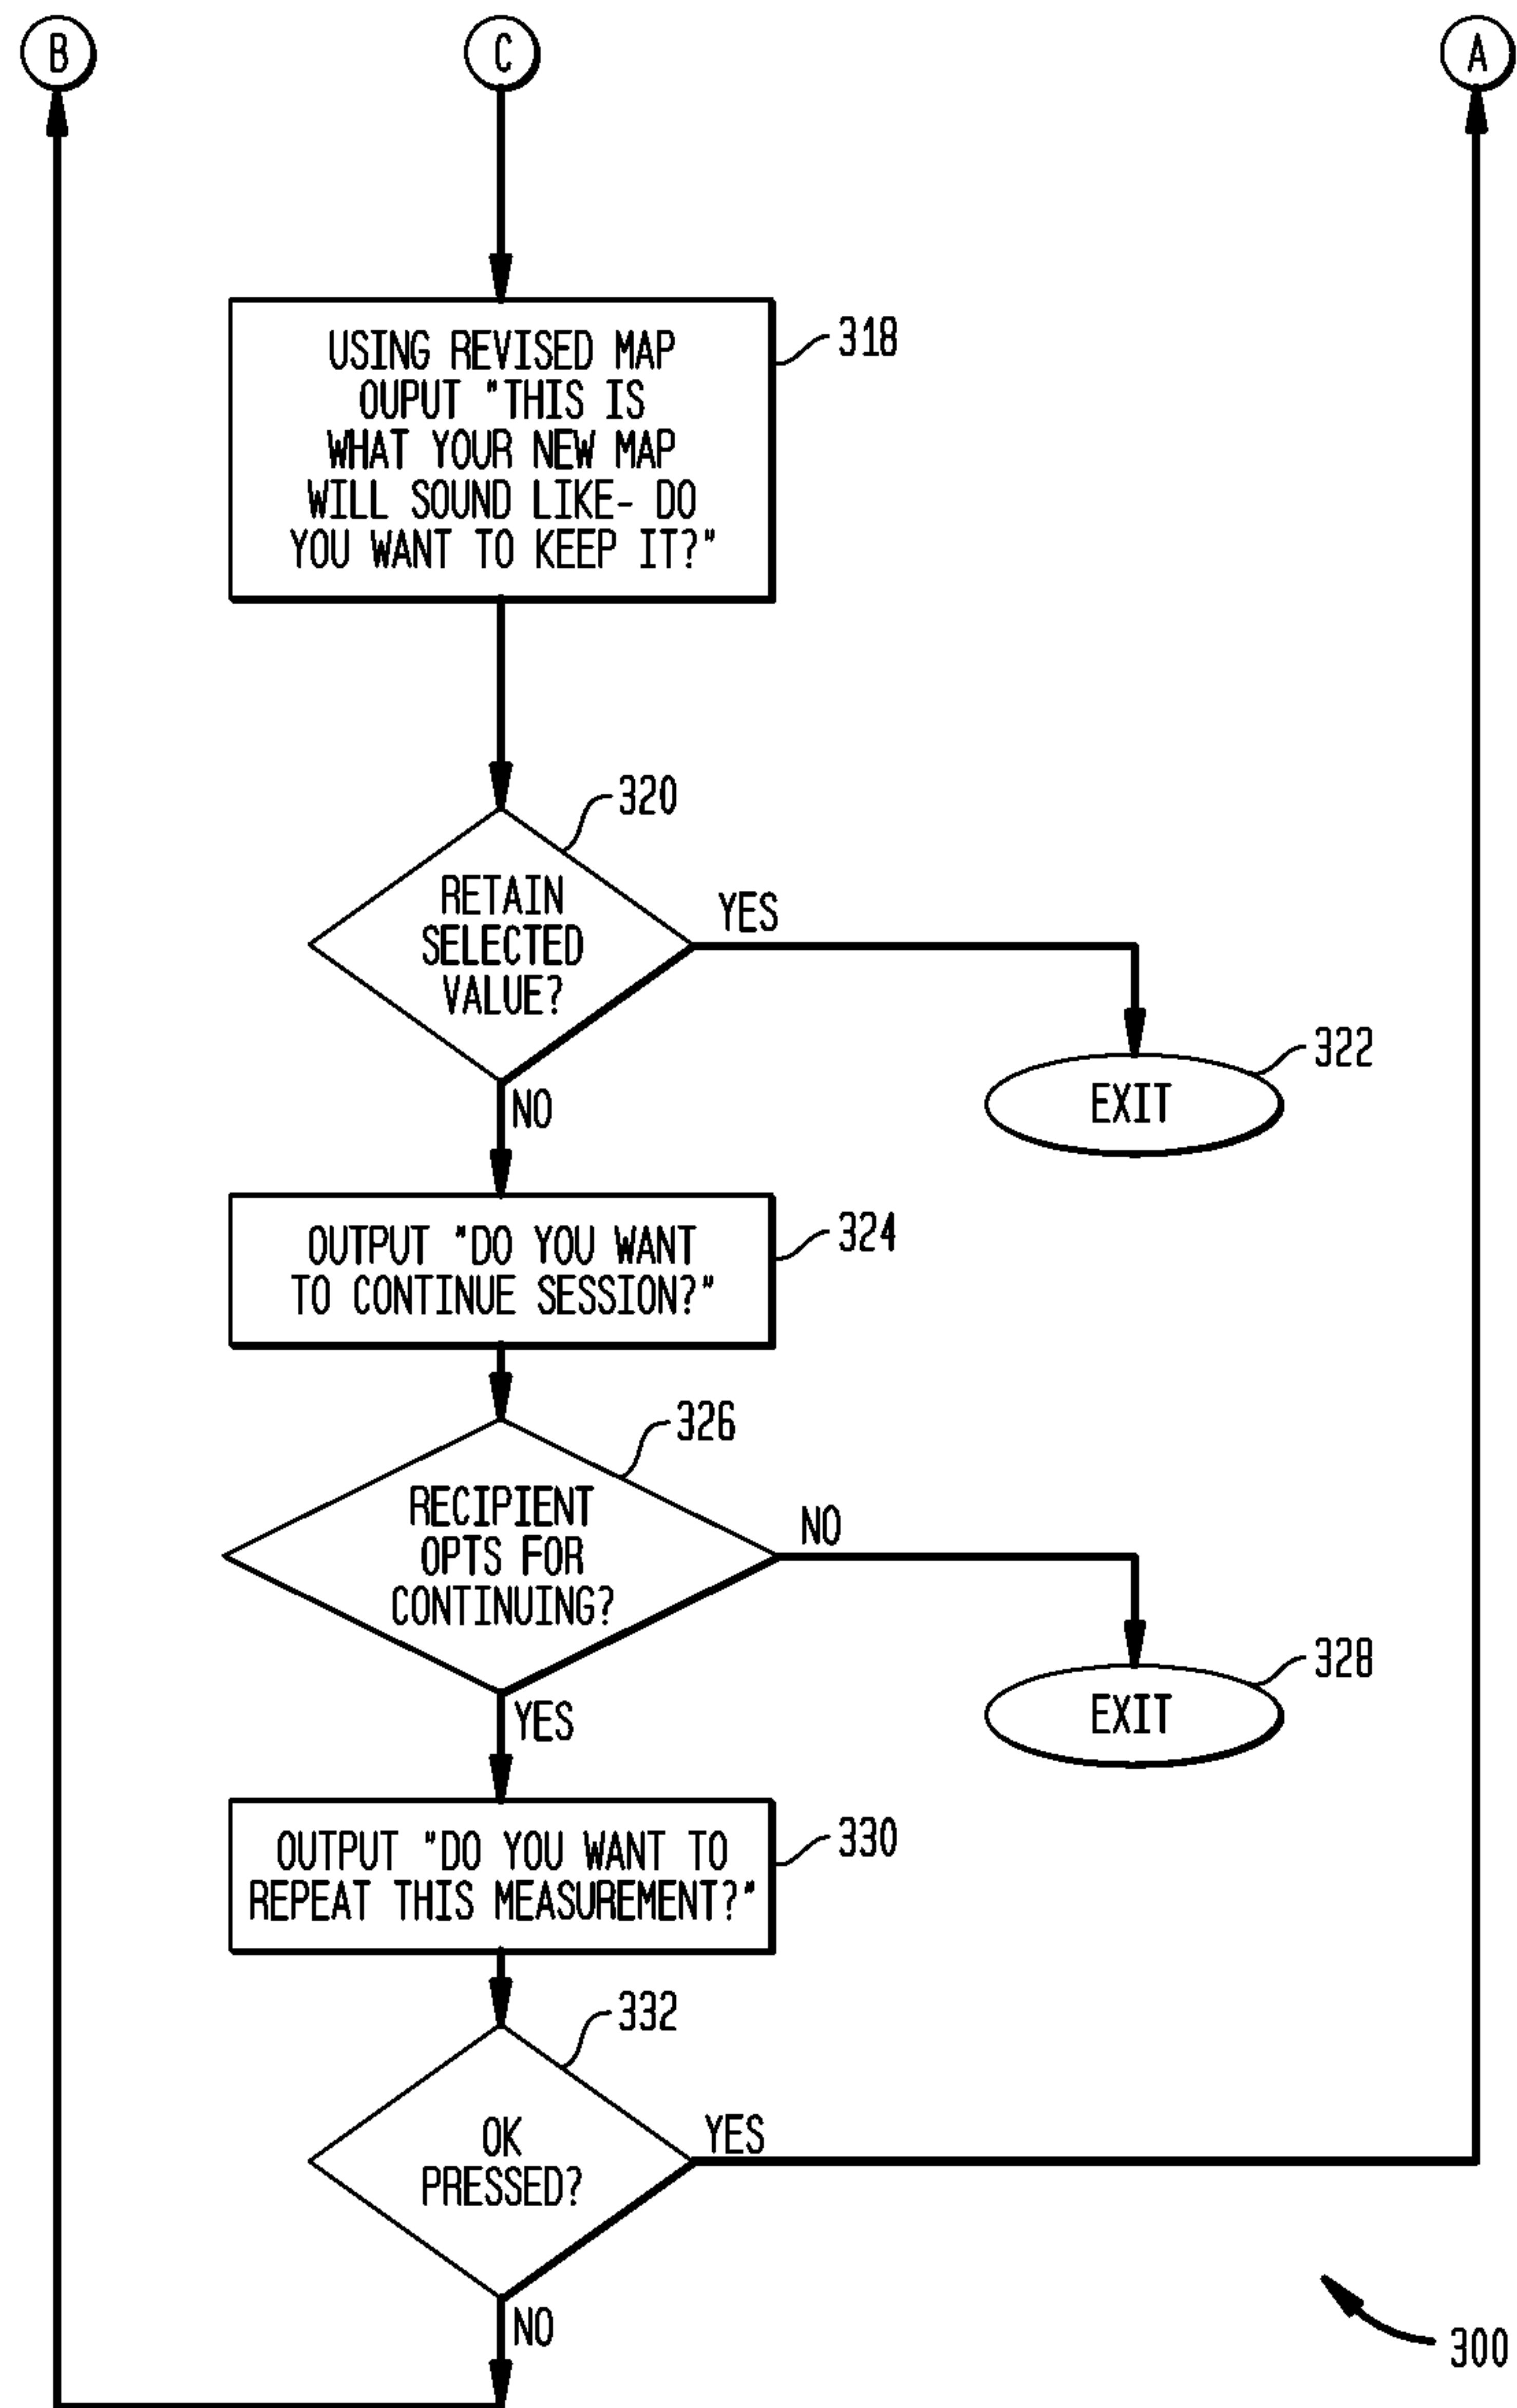 B
C
A
USING REVISED MAP
OUPUT "THIS IS
WHAT YOUR NEW MAP
WILL SOUND LIKE- DO
YOU WANT TO KEEP IT?"
318
320
RETAIN
SELECTED
VALUE?
YES
NO
322
EXIT
OUTPUT "DO YOU WANT
TO CONTINUE SESSION?"
324
326
RECIPIENT
OPTS FOR
CONTINUING?
NO
YES
328
EXIT
OUTPUT "DO YOU WANT TO
REPEAT THIS MEASUREMENT?"
330
332
OK
PRESSED?
YES
NO
300